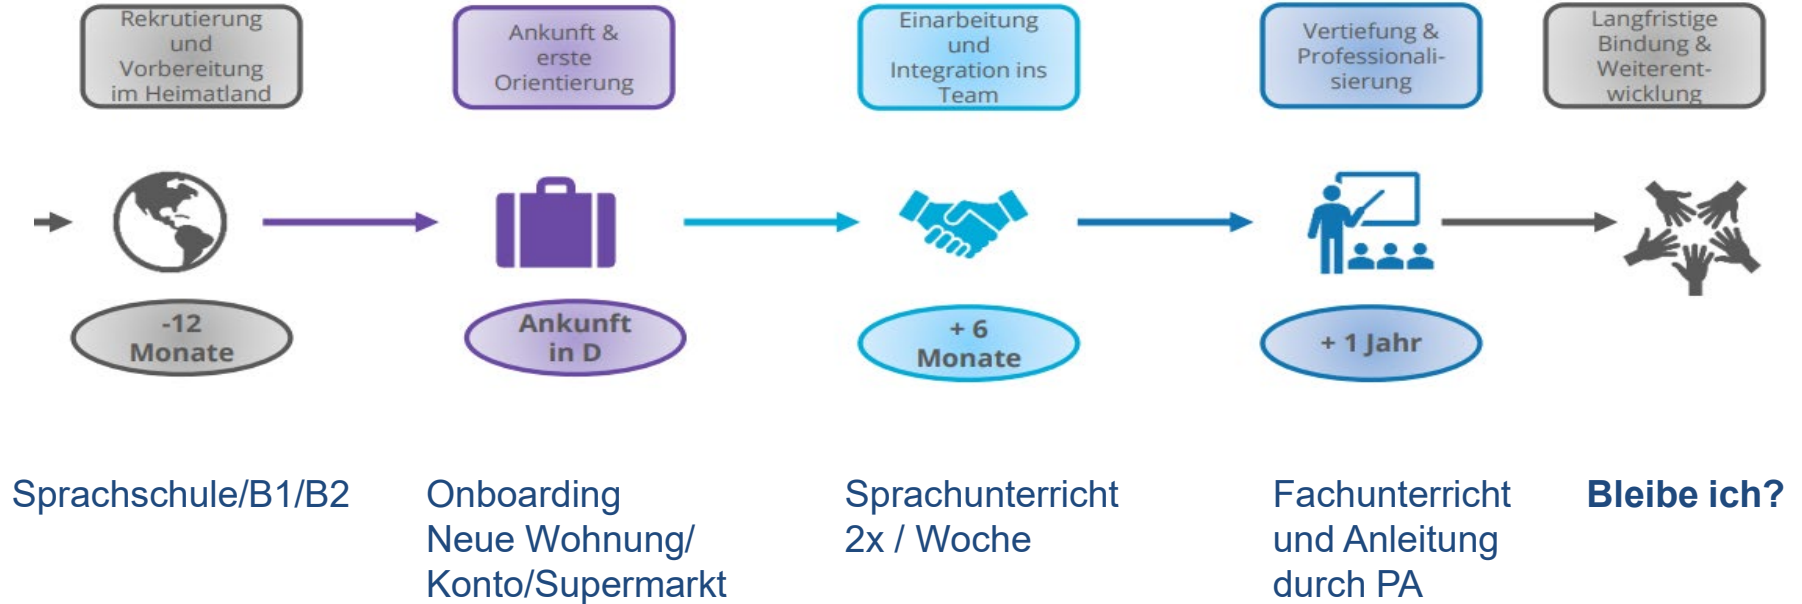 Rekrutierung
und
Vorbereitung
im Heimatland
Ankunft &
erste
Orientierung
Einarbeitung
und
Integration ins
Team
Vertiefung &
Professionali-
sierung
Langfristige
Bindung &
Weiterent-
wicklung
-12
Monate
Ankunft
in D
+ 6
Monate
+ 1 Jahr
Sprachschule/B1/B2
Onboarding
Neue Wohnung/
Konto/Supermarkt
Sprachunterricht
2x / Woche
Fachunterricht
und Anleitung
durch PA
Bleibe ich?